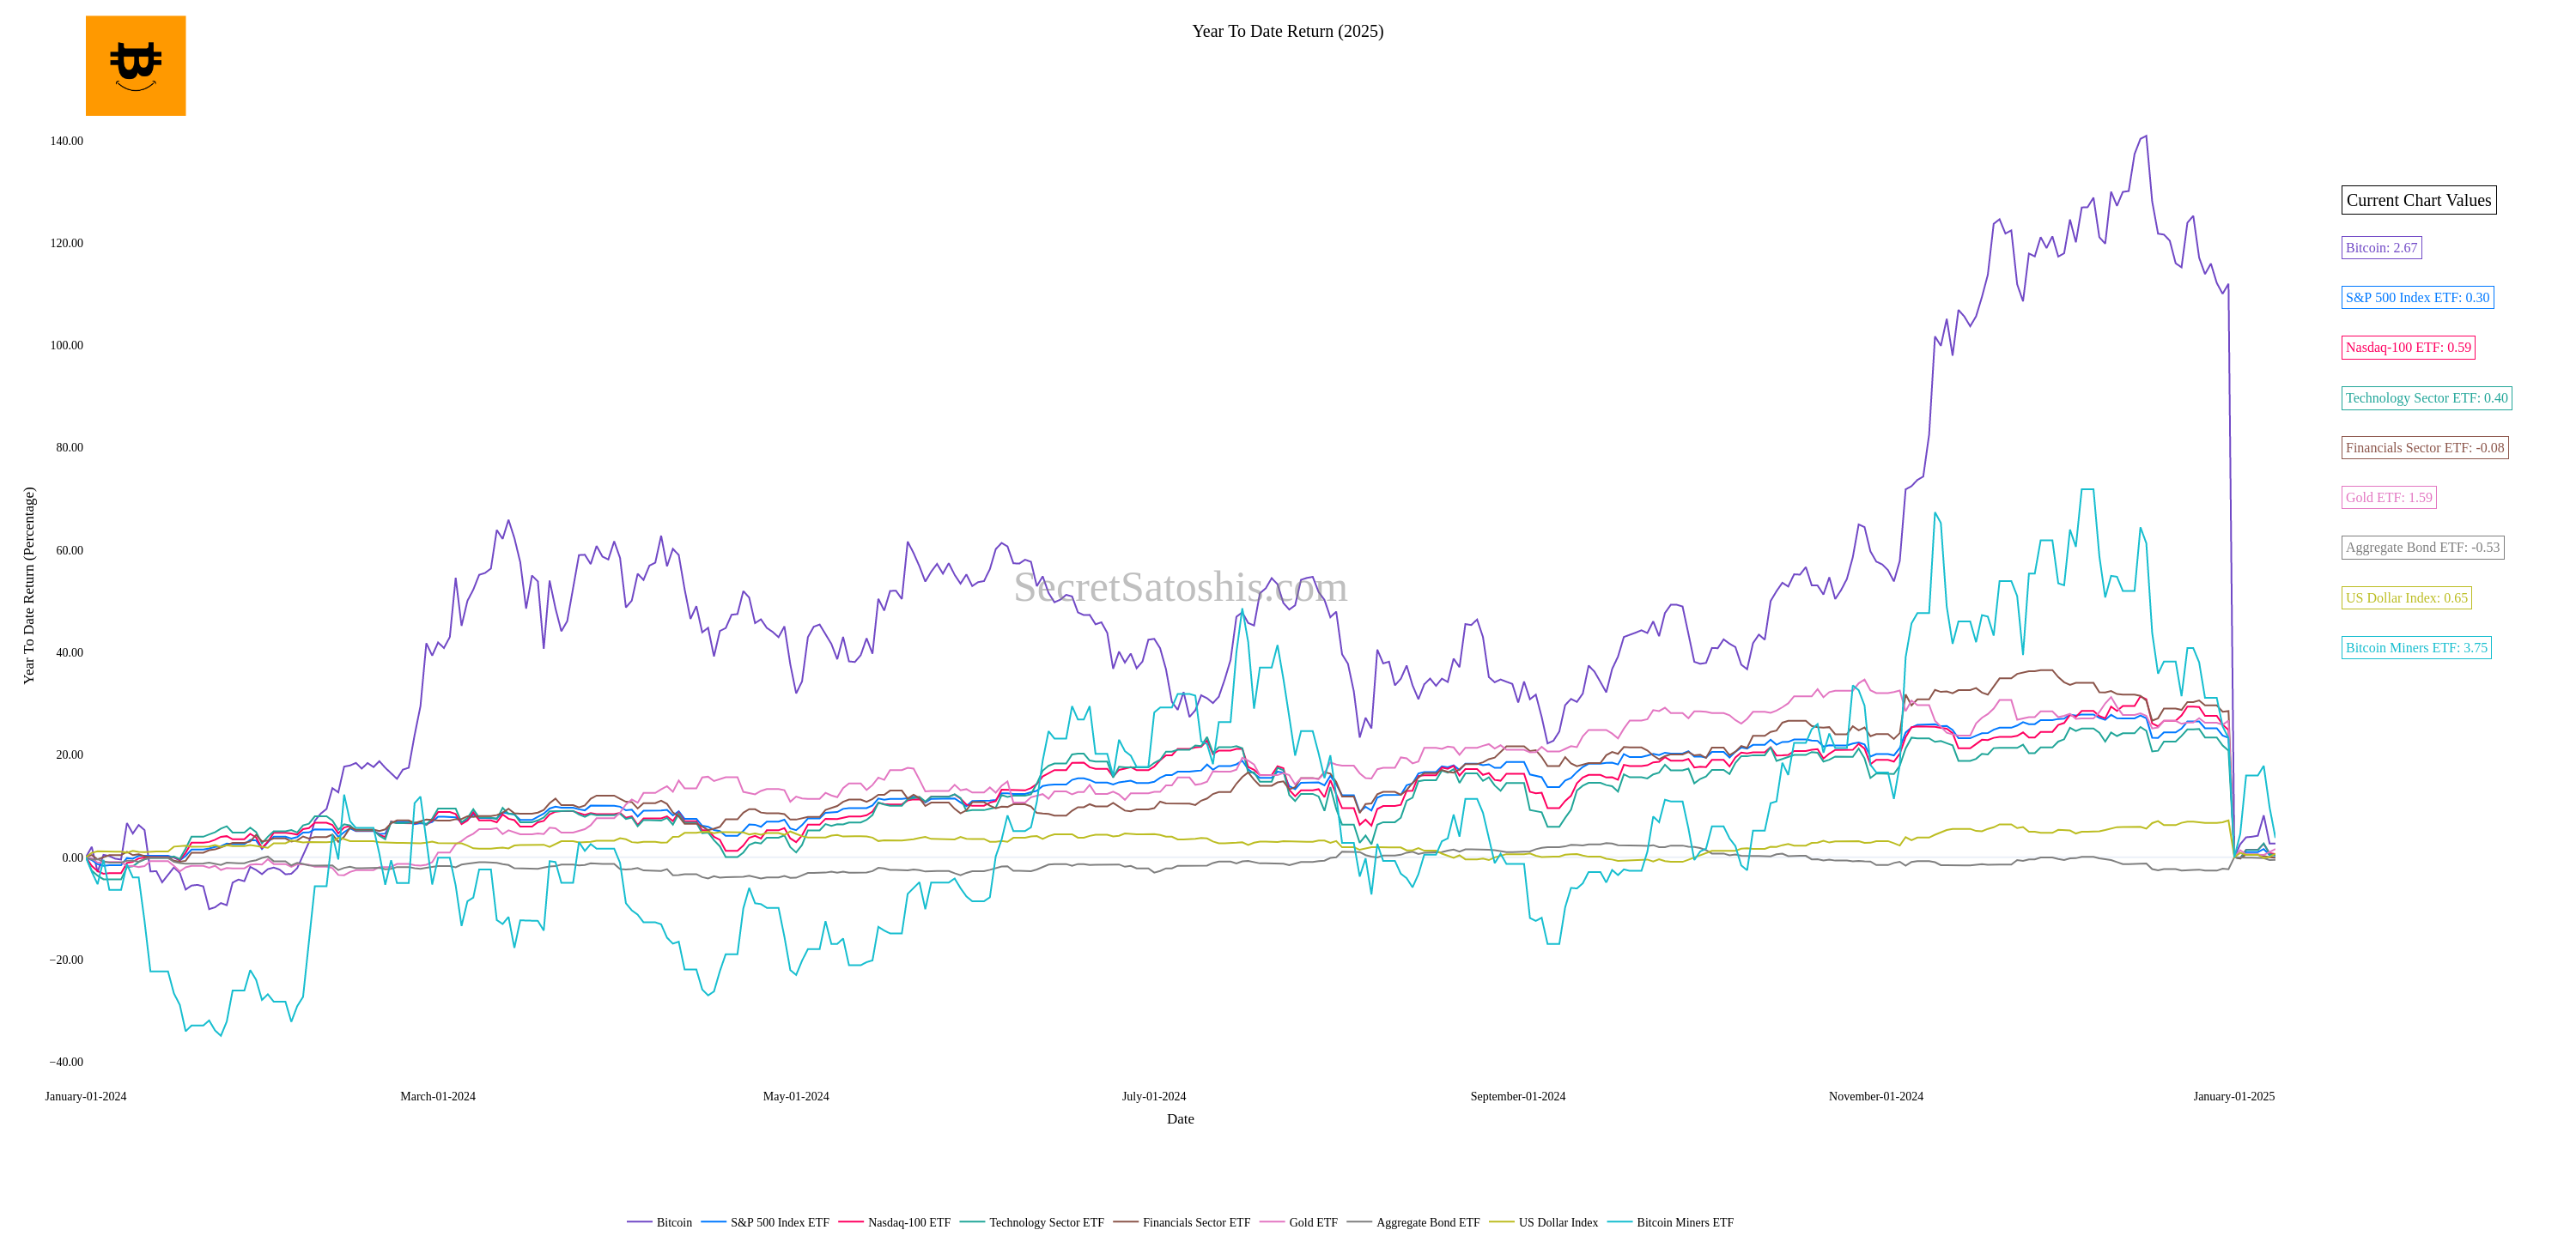 Year To Date Return (2025)
140.00
120.00
100.00
80.00
60.00
40.00
20.00
0.00
−20.00
−40.00
Year To Date Return (Percentage)
SecretSatoshis.com
January-01-2024
March-01-2024
May-01-2024
July-01-2024
September-01-2024
November-01-2024
January-01-2025
Date
Current Chart Values
Bitcoin: 2.67
S&P 500 Index ETF: 0.30
Nasdaq-100 ETF: 0.59
Technology Sector ETF: 0.40
Financials Sector ETF: -0.08
Gold ETF: 1.59
Aggregate Bond ETF: -0.53
US Dollar Index: 0.65
Bitcoin Miners ETF: 3.75
Bitcoin
S&P 500 Index ETF
Nasdaq-100 ETF
Technology Sector ETF
Financials Sector ETF
Gold ETF
Aggregate Bond ETF
US Dollar Index
Bitcoin Miners ETF